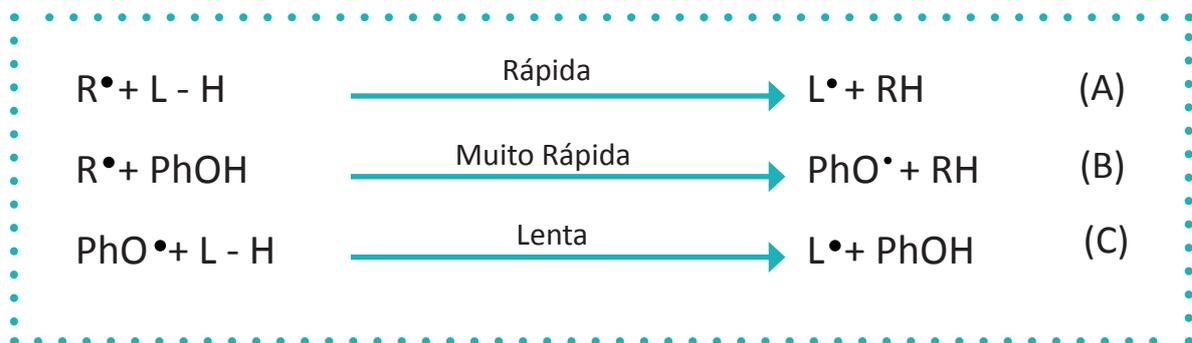 Rápida
R•+ L - H L•+ RH (A)
Muito Rápida
R•+ PhOH PhO•+ RH (B)
Lenta
PhO•+ L - H L•+ PhOH (C)